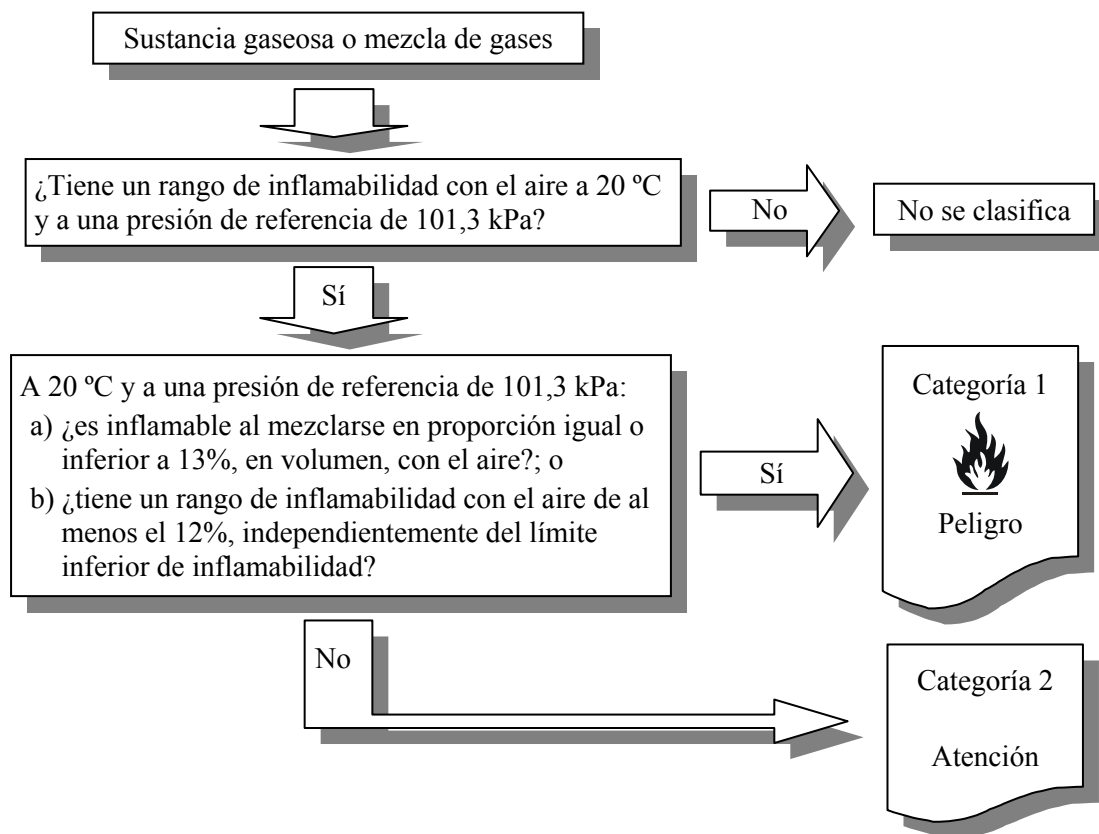 Sustancia gaseosa o mezcla de gases
¿Tiene un rango de inflamabilidad con el aire a 20 ºC
y a una presión de referencia de 101,3 kPa?
No
No se clasifica
Sí
A 20 ºC y a una presión de referencia de 101,3 kPa:
a) ¿es inflamable al mezclarse en proporción igual o
inferior a 13%, en volumen, con el aire?; o
b) ¿tiene un rango de inflamabilidad con el aire de al
menos el 12%, independientemente del límite
inferior de inflamabilidad?
Sí
Categoría 1
Peligro
No
Categoría 2
Atención